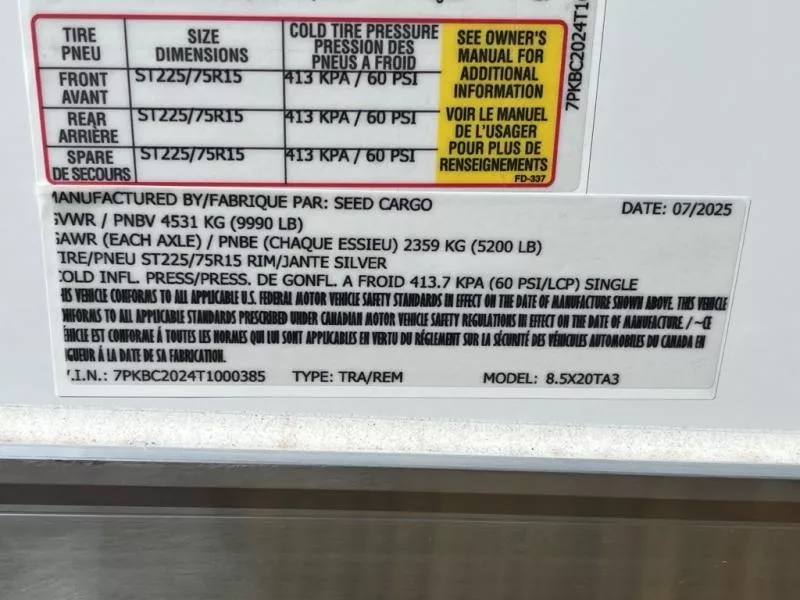 TIRE
PNEU
SIZE
DIMENSIONS
COLD TIRE PRESSURE
PRESSION DES
PNEUS A FROID
FRONT
AVANT
ST225/75R15
413 KPA / 60 PSI
REAR
ARRIÈRE
ST225/75R15
413 KPA / 60 PSI
SPARE
DE SECOURS
ST225/75R15
413 KPA / 60 PSI
SEE OWNER'S
MANUAL FOR
ADDITIONAL
INFORMATION
VOIR LE MANUEL
DE L'USAGER
POUR PLUS DE
RENSEIGNEMENTS
FD-337
7PKBC2024T1
MANUFACTURED BY/FABRIQUE PAR: SEED CARGO DATE: 07/2025
GVWR / PNBV 4531 KG (9990 LB)
GAWR (EACH AXLE) / PNBE (CHAQUE ESSIEU) 2359 KG (5200 LB)
TIRE/PNEU ST225/75R15 RIM/JANTE SILVER
COLD INFL. PRESS/PRESS. DE GONFL. A FROID 413.7 KPA (60 PSI/LCP) SINGLE
HIS VEHICLE CONFORMS TO ALL APPLICABLE U.S. FEDERAL MOTOR VEHICLE SAFETY STANDARDS IN EFFECT ON THE DATE OF MANUFACTURE SHOWN ABOVE. THIS VEHICLE
ONFORMS TO ALL APPLICABLE STANDARDS PRESCRIBED UNDER CANADIAN MOTOR VEHICLE SAFETY REGULATIONS IN EFFECT ON THE DATE OF MANUFACTURE. / ~CE
ÉHICLE EST CONFORME À TOUTES LES NORMES QUI LUI SONT APPLICABLES EN VERTU DU RÉGLEMENT SUR LA SÉCURITÉ DES VÉHICULES AUTOMOBILES DU CANADA EN
IGUEUR À LA DATE DE SA FABRICATION.
V.I.N.: 7PKBC2024T1000385 TYPE: TRA/REM MODEL: 8.5X20TA3